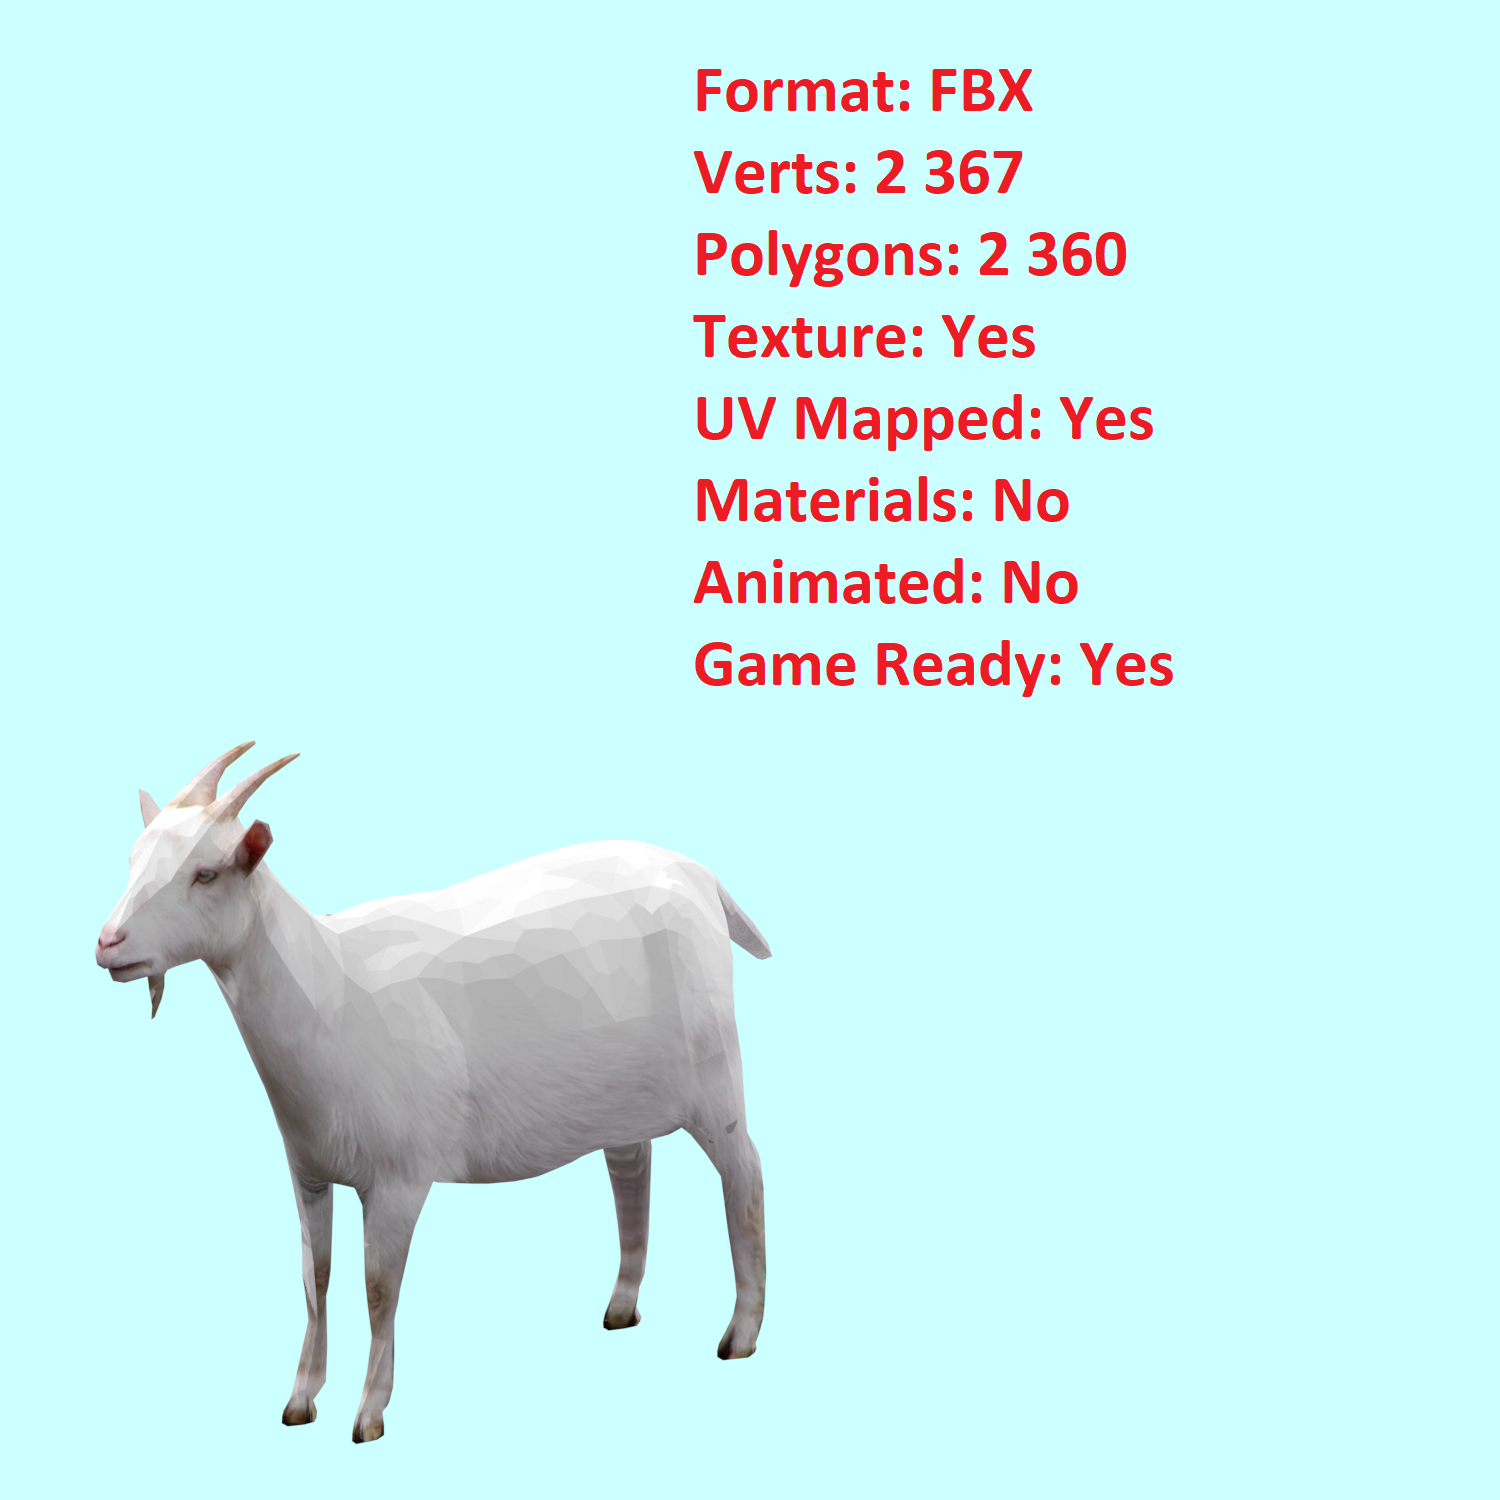 Format: FBX
Verts: 2 367
Polygons: 2 360
Texture: Yes
UV Mapped: Yes
Materials: No
Animated: No
Game Ready: Yes